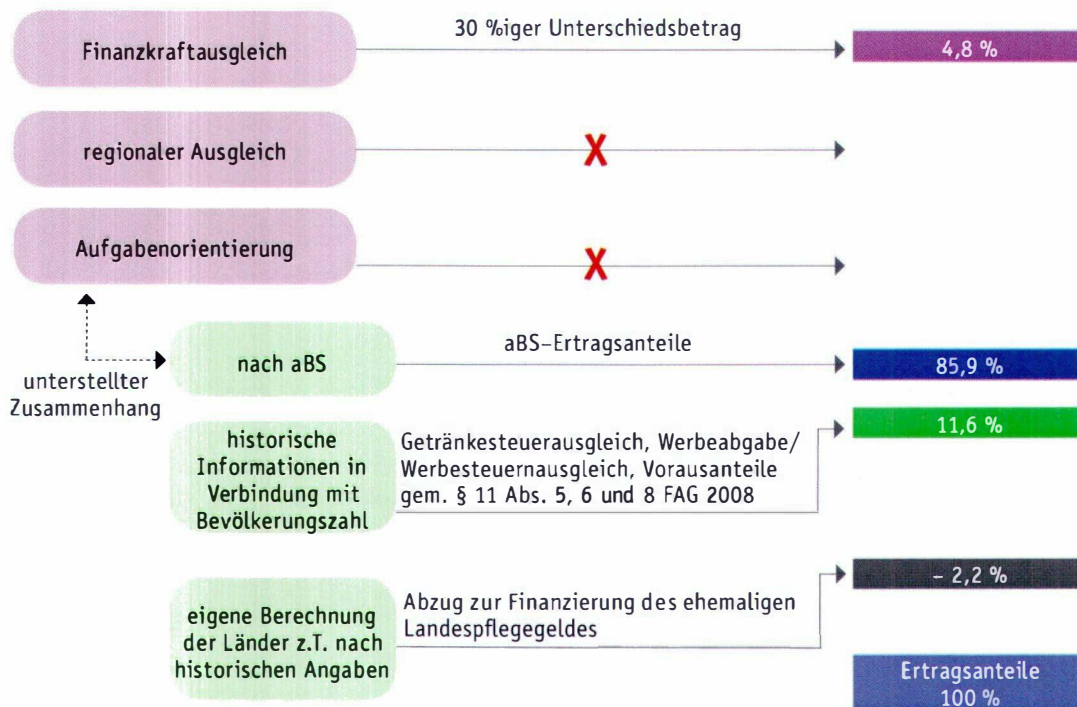 Finanzkraftausgleich
30 %iger Unterschiedsbetrag
4,8 %
regionaler Ausgleich
X
Aufgabenorientierung
X
unterstellter
Zusammenhang
nach aBS
aBS-Ertragsanteile
85,9 %
historische
Informationen in
Verbindung mit
Bevölkerungszahl
Getränkesteuerausgleich, Werbeabgabe/
Werbesteuernausgleich, Vorausanteile
gem. § 11 Abs. 5, 6 und 8 FAG 2008
11,6 %
eigene Berechnung
der Länder z.T. nach
historischen Angaben
Abzug zur Finanzierung des ehemaligen
Landespflegegeldes
– 2,2 %
Ertragsanteile
100 %